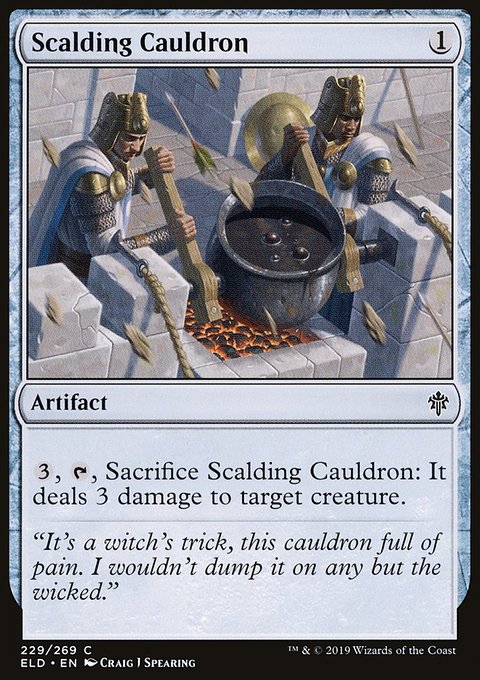 Scalding Cauldron 1
Artifact
3, , Sacrifice Scalding Cauldron: It
deals 3 damage to target creature.
“It’s a witch’s trick, this cauldron full of
pain. I wouldn’t dump it on any but the
wicked.”
229/269 C
ELD • EN Craig J Spearing
™ & © 2019 Wizards of the Coast